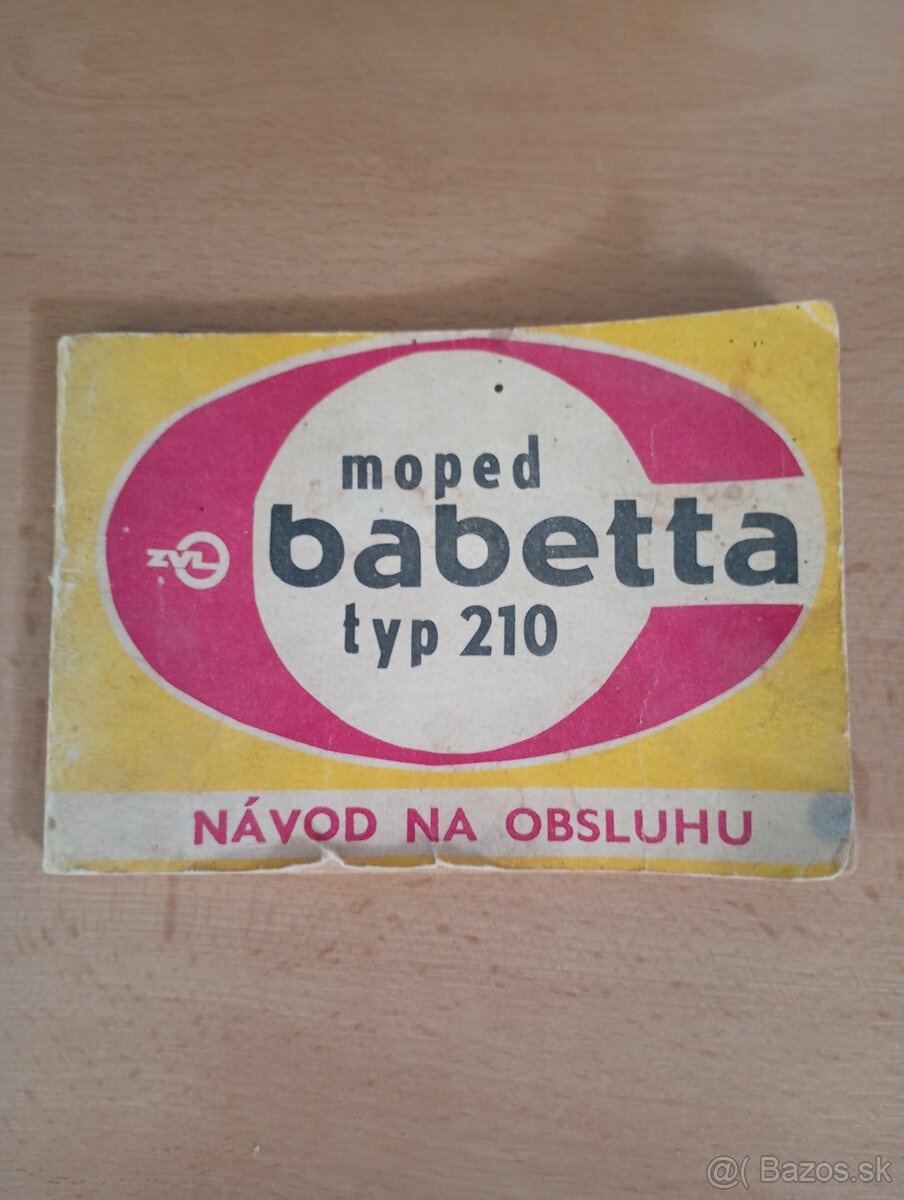 moped
ZVL
babetta
typ 210
NÁVOD NA OBSLUHU
@( Bazos.sk